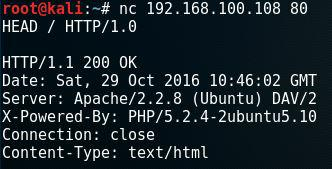 root@kali:~# nc 192.168.100.108 80
HEAD / HTTP/1.0

HTTP/1.1 200 OK
Date: Sat, 29 Oct 2016 10:46:02 GMT
Server: Apache/2.2.8 (Ubuntu) DAV/2
X-Powered-By: PHP/5.2.4-2ubuntu5.10
Connection: close
Content-Type: text/html